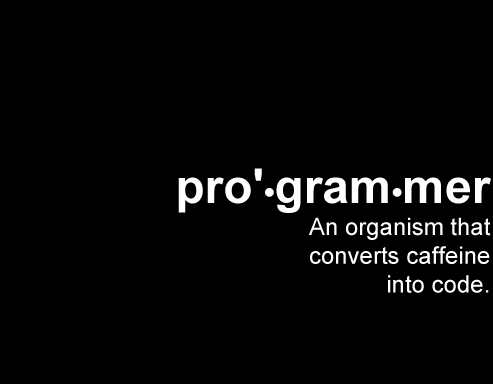 pro'·gram·mer
An organism that
converts caffeine
into code.